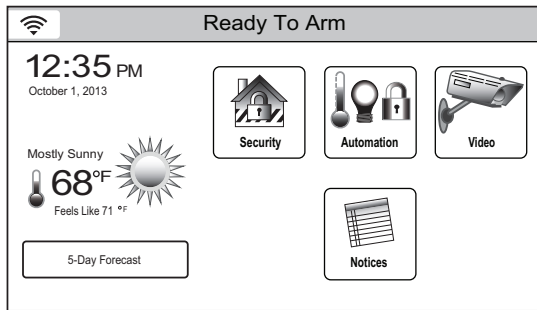 Ready To Arm
12:35 PM
October 1, 2013
Security
Automation
Video
Mostly Sunny
68°F
Feels Like 71 °F
5-Day Forecast
Notices